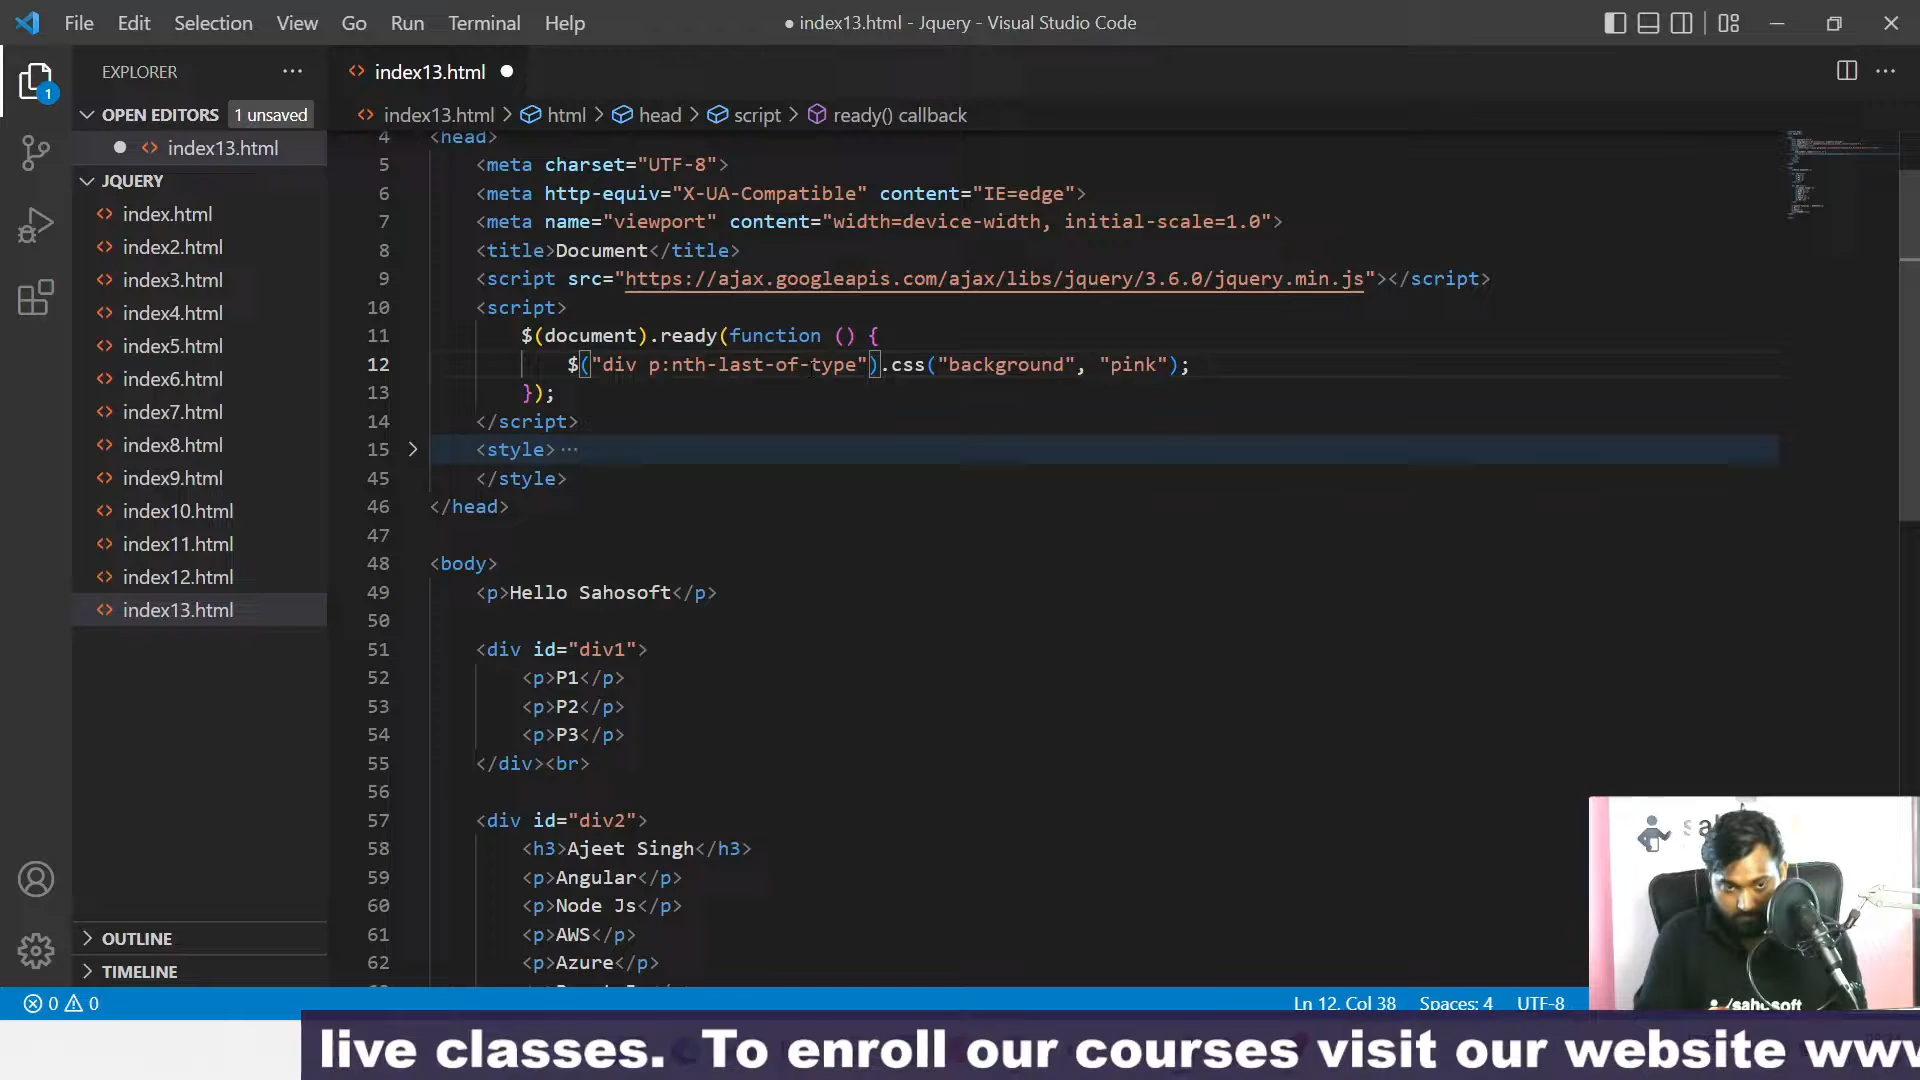 File Edit Selection View Go Run Terminal Help
● index13.html - Jquery - Visual Studio Code
EXPLORER
index13.html
1
OPEN EDITORS 1 unsaved
index13.html > html > head > script > ready() callback
index13.html
JQUERY
index.html
index2.html
index3.html
index4.html
index5.html
index6.html
index7.html
index8.html
index9.html
index10.html
index11.html
index12.html
index13.html
OUTLINE
TIMELINE
4 <head>
5 <meta charset="UTF-8">
6 <meta http-equiv="X-UA-Compatible" content="IE=edge">
7 <meta name="viewport" content="width=device-width, initial-scale=1.0">
8 <title>Document</title>
9 <script src="https://ajax.googleapis.com/ajax/libs/jquery/3.6.0/jquery.min.js"></script>
10 <script>
11 $(document).ready(function () {
12 $("div p:nth-last-of-type").css("background", "pink");
13 });
14 </script>
15 <style>···
45 </style>
46 </head>
47
48 <body>
49 <p>Hello Sahosoft</p>
50
51 <div id="div1">
52 <p>P1</p>
53 <p>P2</p>
54 <p>P3</p>
55 </div><br>
56
57 <div id="div2">
58 <h3>Ajeet Singh</h3>
59 <p>Angular</p>
60 <p>Node Js</p>
61 <p>AWS</p>
62 <p>Azure</p>
0 0
Ln 12, Col 38 Spaces: 4 UTF-8
sahosoft
live classes. To enroll our courses visit our website